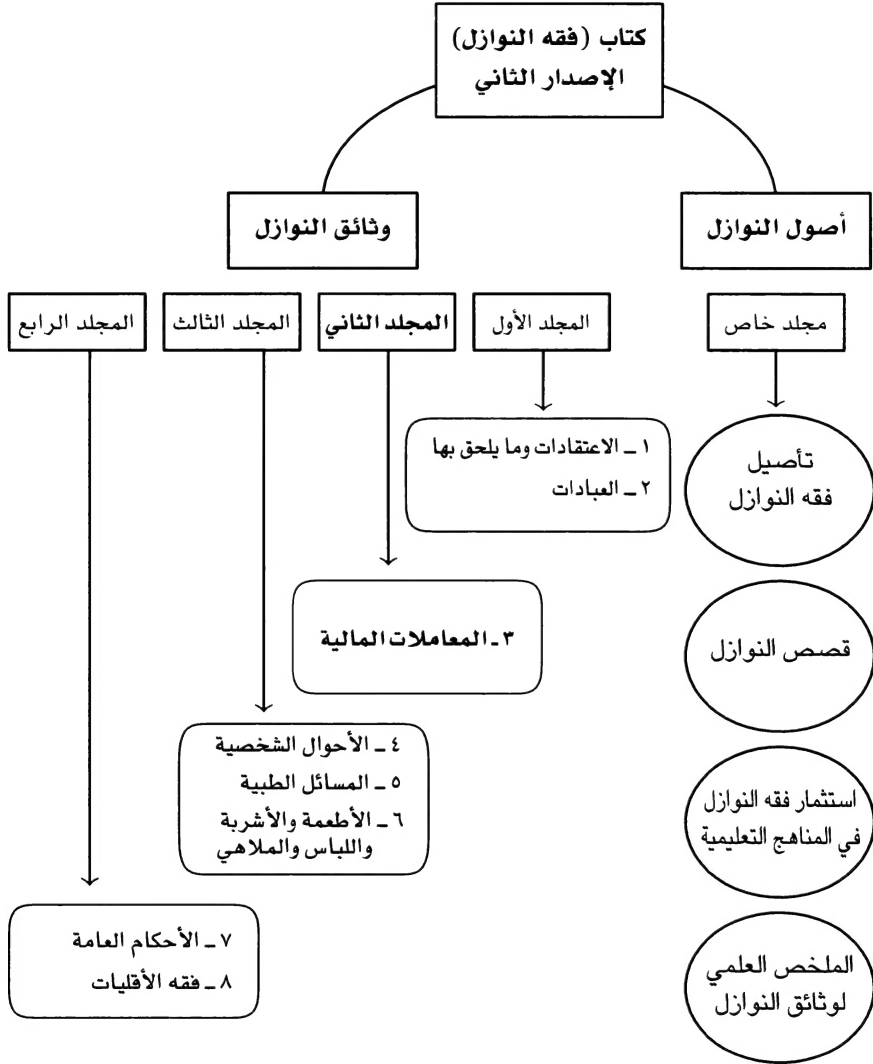 كتاب (فقه النوازل)
الإصدار الثاني
أصول النوازل
وثائق النوازل
مجلد خاص
المجلد الأول
المجلد الثاني
المجلد الثالث
المجلد الرابع
تأصيل
فقه النوازل
قصص النوازل
استثمار فقه النوازل
في المناهج التعليمية
الملخص العلمي
لوثائق النوازل
١ ـ الاعتقادات وما يلحق بها
٢ ـ العبادات
٣ ـ المعاملات المالية
٤ ـ الأحوال الشخصية
٥ ـ المسائل الطبية
٦ ـ الأطعمة والأشربة
واللباس والملاهي
٧ ـ الأحكام العامة
٨ ـ فقه الأقليات